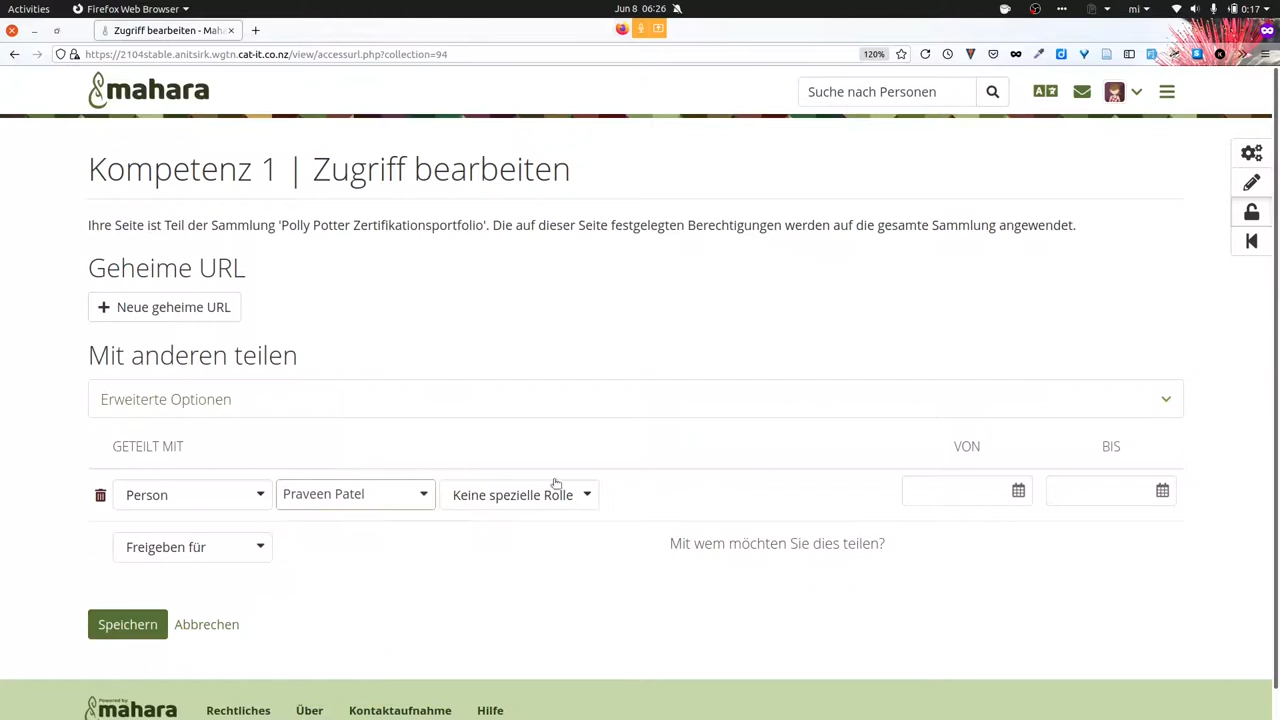 Activities
Firefox Web Browser
Jun 8 06:26
mi
0:17
Zugriff bearbeiten - Mah
https://2104stable.anitsirk.wgtn.cat-it.co.nz/view/accessurl.php?collection=94
120%
mahara
Suche nach Personen
Kompetenz 1 | Zugriff bearbeiten
Ihre Seite ist Teil der Sammlung 'Polly Potter Zertifikationsportfolio'. Die auf dieser Seite festgelegten Berechtigungen werden auf die gesamte Sammlung angewendet.
Geheime URL
+ Neue geheime URL
Mit anderen teilen
Erweiterte Optionen
GETEILT MIT
VON
BIS
Person
Praveen Patel
Keine spezielle Rolle
Freigeben für
Mit wem möchten Sie dies teilen?
Speichern
Abbrechen
Powered by
mahara
Rechtliches
Über
Kontaktaufnahme
Hilfe